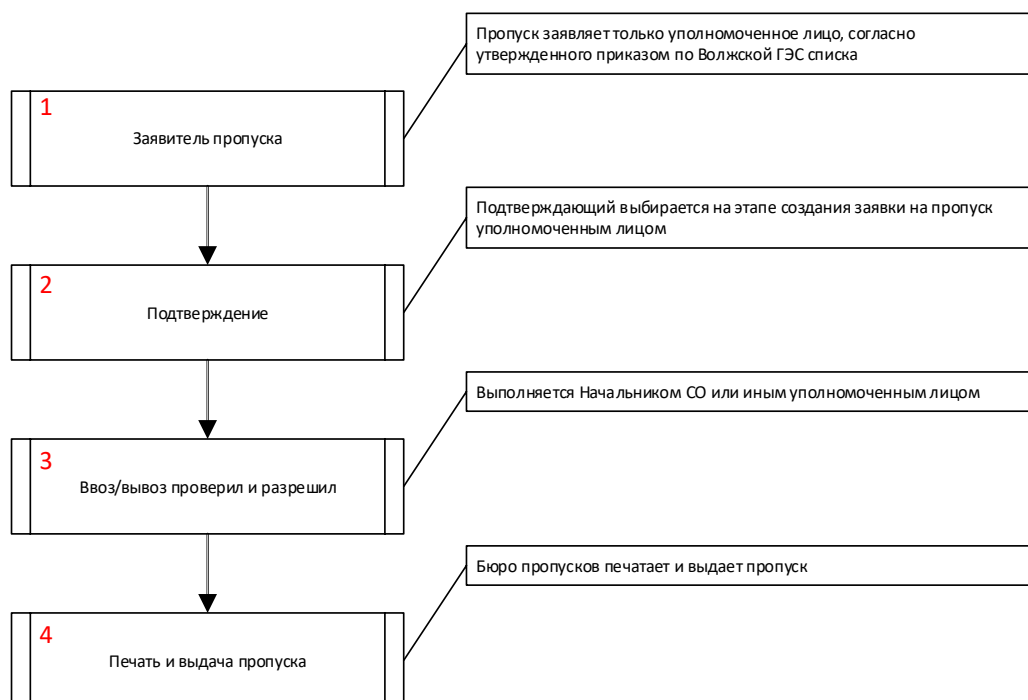 Пропуск заявляет только уполномоченное лицо, согласно
утвержденного приказом по Волжской ГЭС списка
1
Заявитель пропуска
Подтверждающий выбирается на этапе создания заявки на пропуск
уполномоченным лицом
2
Подтверждение
Выполняется Начальником СО или иным уполномоченным лицом
3
Ввоз/вывоз проверил и разрешил
Бюро пропусков печатает и выдает пропуск
4
Печать и выдача пропуска